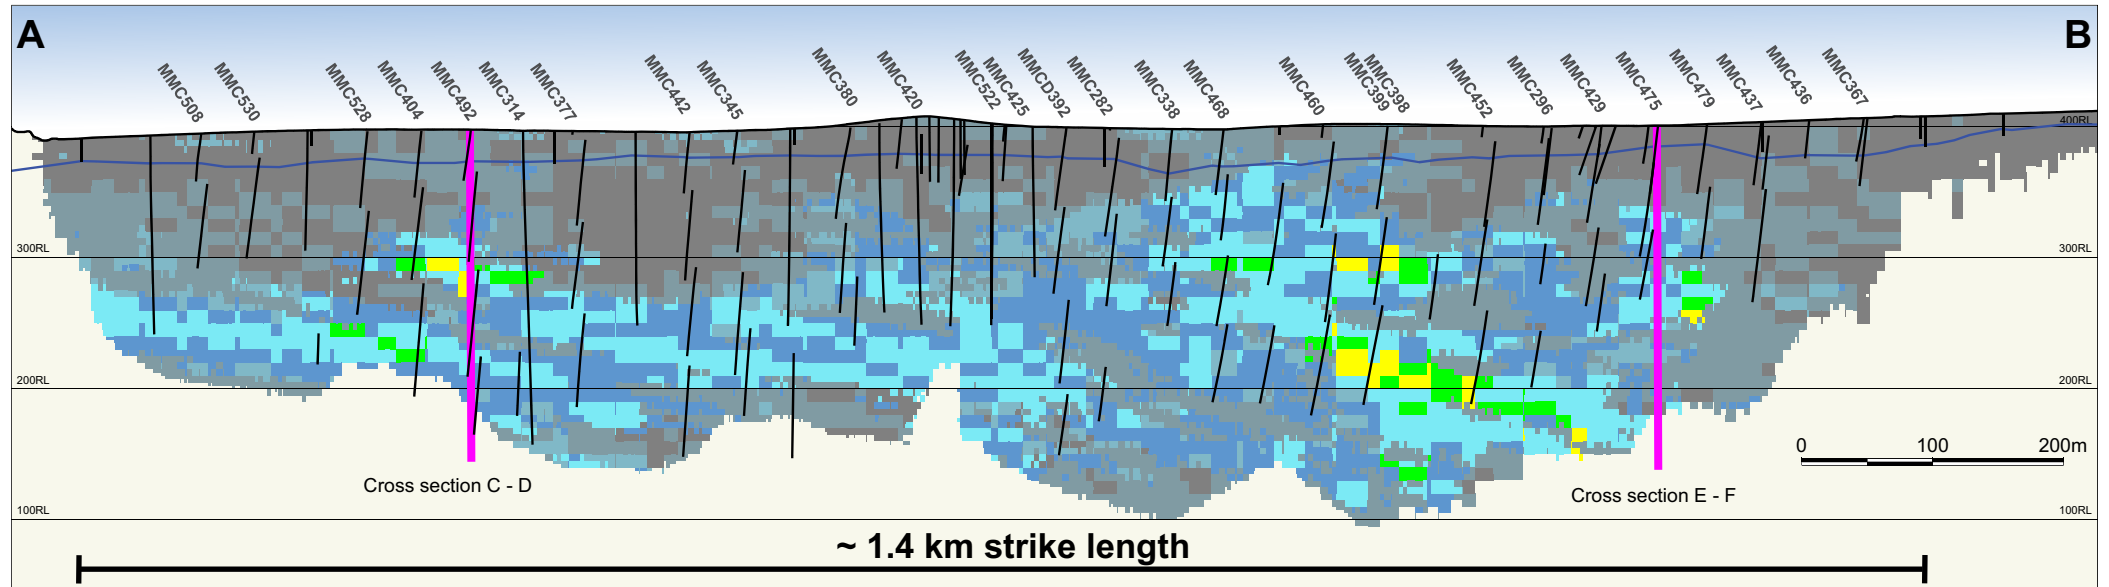 A
B
MMC508
MMC530
MMC528
MMC404
MMC492
MMC314
MMC377
MMC442
MMC345
MMC380
MMC420
MMC522
MMC425
MMCD392
MMC282
MMC338
MMC468
MMC460
MMC399
MMC398
MMC452
MMC296
MMC429
MMC475
MMC479
MMC437
MMC436
MMC367
400RL
300RL
300RL
200RL
200RL
0 100 200m
Cross section C - D
Cross section E - F
100RL
100RL
~ 1.4 km strike length